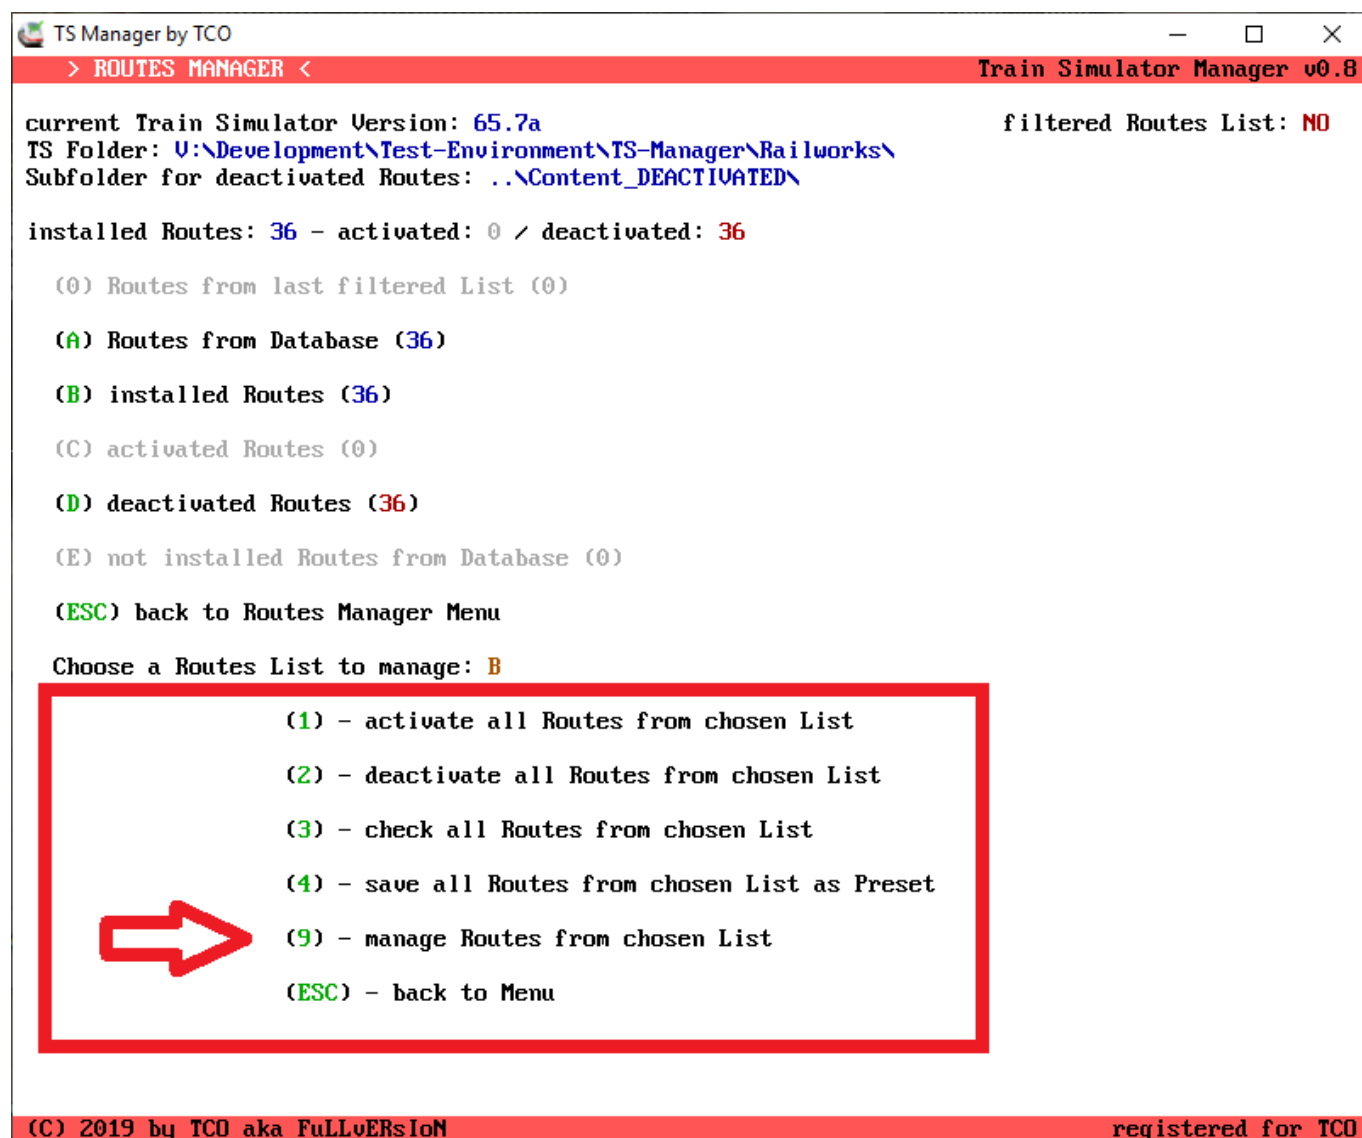 TS Manager by TCO
> ROUTES MANAGER < Train Simulator Manager v0.8
current Train Simulator Version: 65.7a filtered Routes List: NO
TS Folder: V:\Development\Test-Environment\TS-Manager\Railworks\
Subfolder for deactivated Routes: ..\Content_DEACTIVATED\
installed Routes: 36 - activated: 0 / deactivated: 36
(0) Routes from last filtered List (0)
(A) Routes from Database (36)
(B) installed Routes (36)
(C) activated Routes (0)
(D) deactivated Routes (36)
(E) not installed Routes from Database (0)
(ESC) back to Routes Manager Menu
Choose a Routes List to manage: B
(1) - activate all Routes from chosen List
(2) - deactivate all Routes from chosen List
(3) - check all Routes from chosen List
(4) - save all Routes from chosen List as Preset
(9) - manage Routes from chosen List
(ESC) - back to Menu
(C) 2019 by TCO aka FuLLvERsIoN registered for TCO